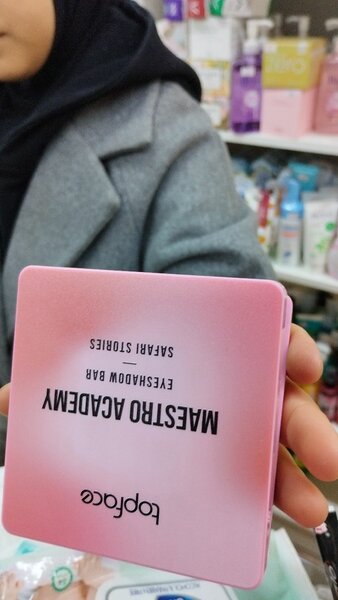 topface
MAESTRO ACADEMY
EYESHADOW BAR
SAFARI STORIES